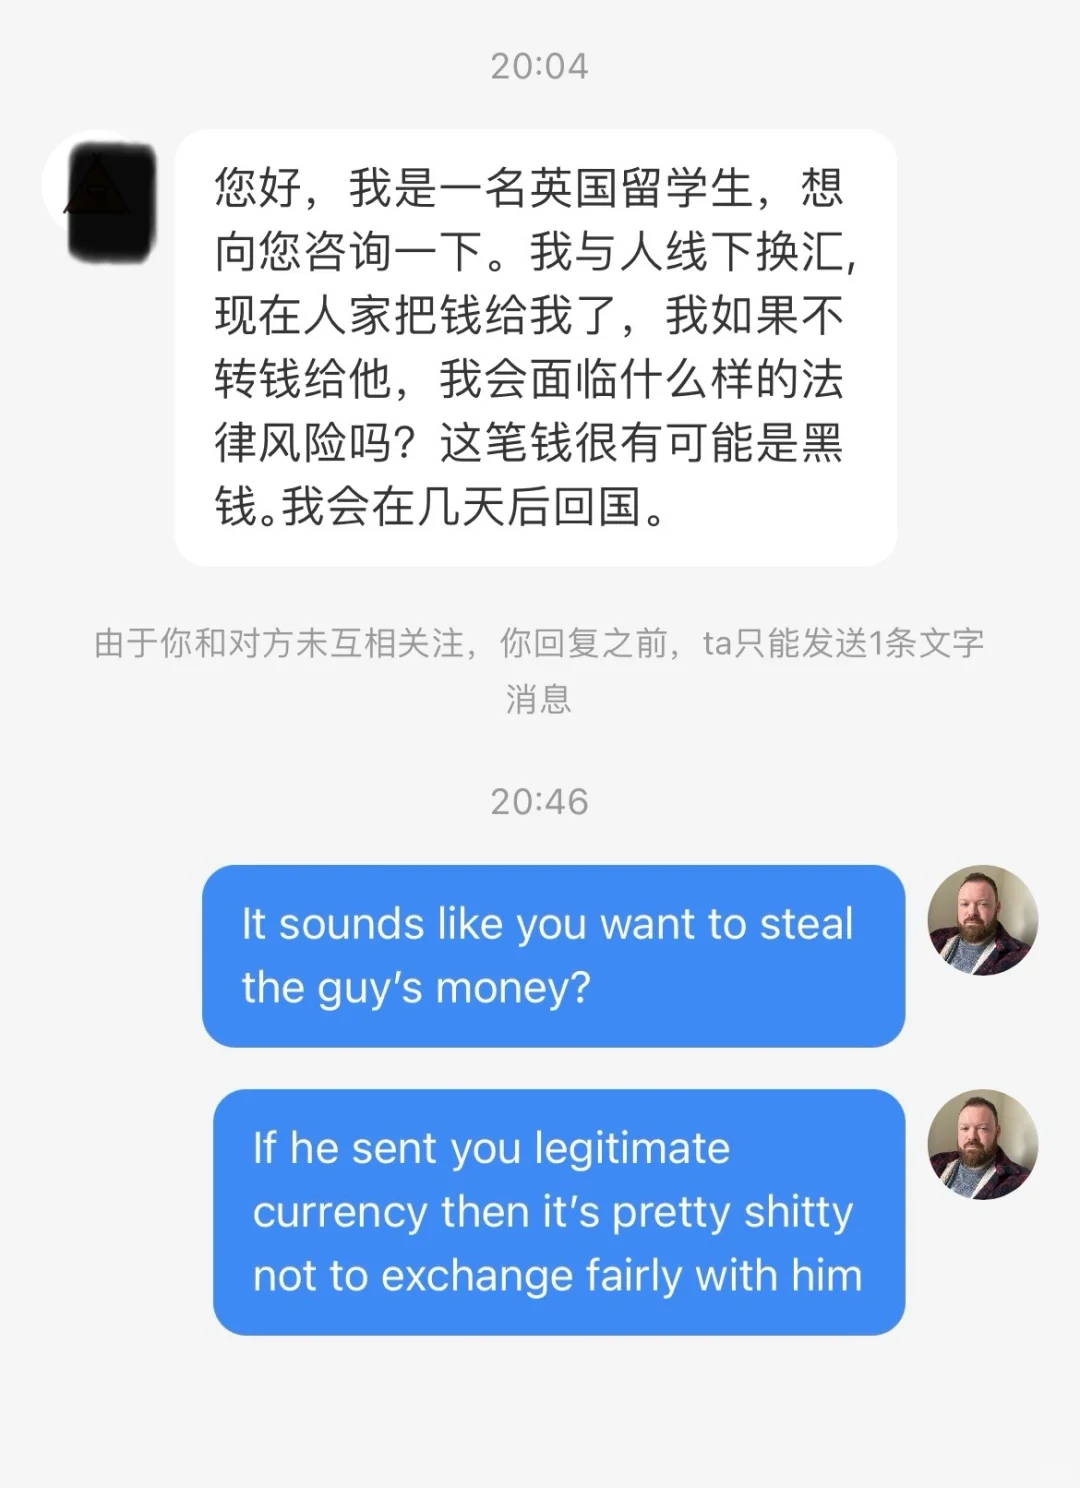 20:04
您好，我是一名英国留学生，想
向您咨询一下。我与人线下换汇,
现在人家把钱给我了，我如果不
转钱给他，我会面临什么样的法
律风险吗？这笔钱很有可能是黑
钱。我会在几天后回国。
由于你和对方未互相关注，你回复之前，ta只能发送1条文字
消息
20:46
It sounds like you want to steal
the guy’s money?
If he sent you legitimate
currency then it’s pretty shitty
not to exchange fairly with him